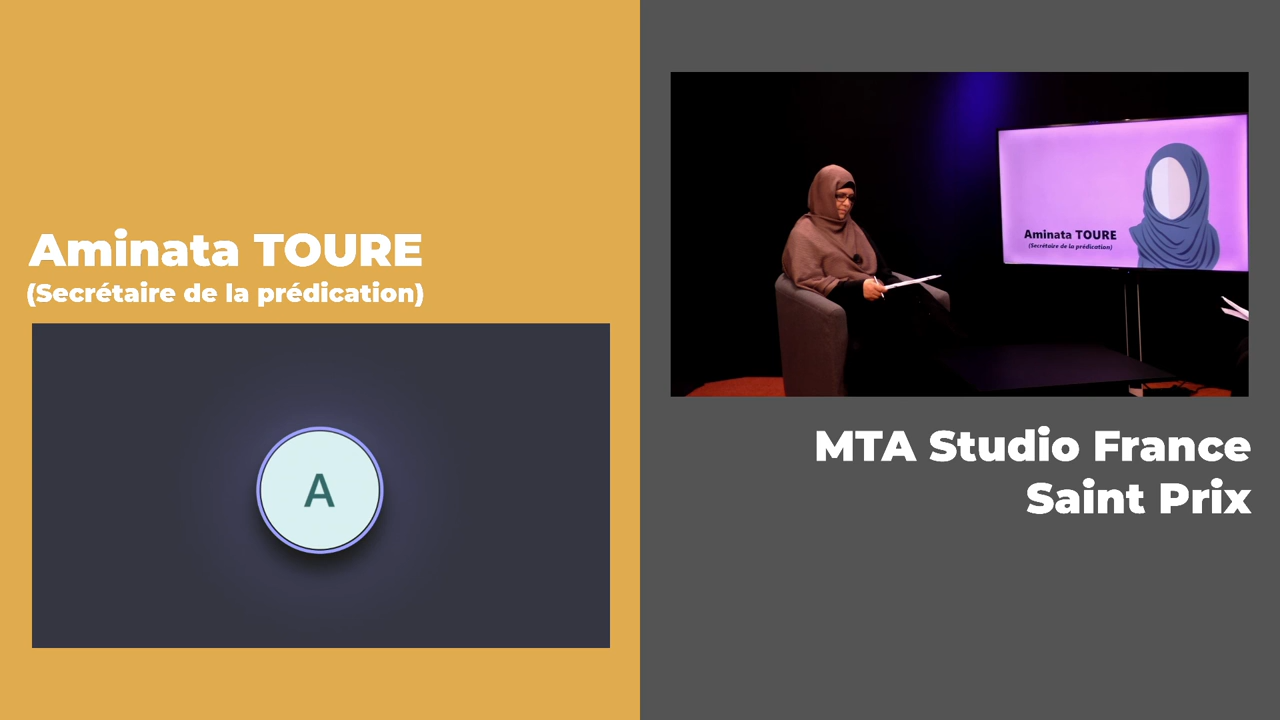 Aminata TOURE
(Secrétaire de la prédication)
A
Aminata TOURE
(Secrétaire de la prédication)
MTA Studio France
Saint Prix